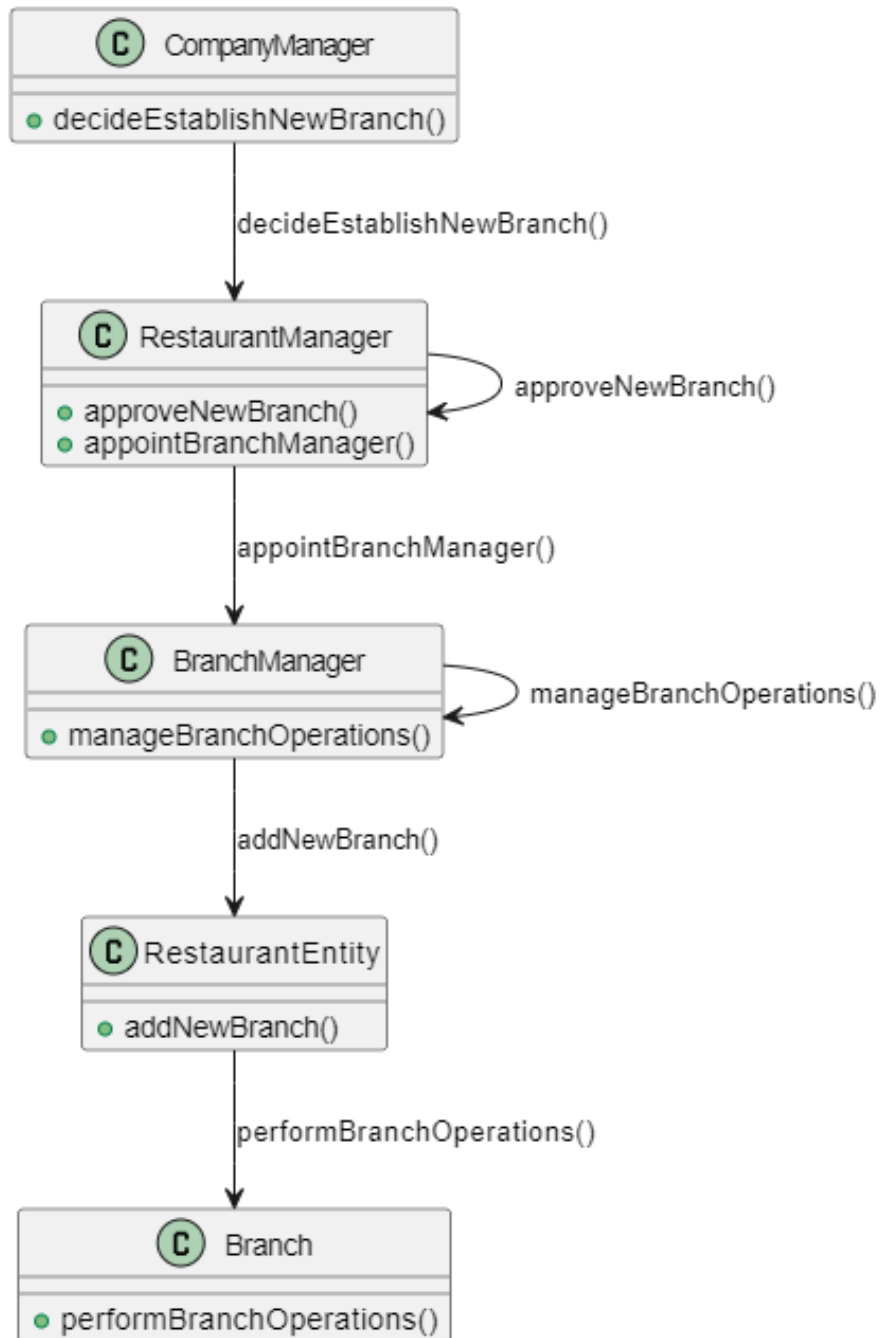 C CompanyManager
decideEstablishNewBranch()
decideEstablishNewBranch()
C RestaurantManager
approveNewBranch()
appointBranchManager()
approveNewBranch()
appointBranchManager()
C BranchManager
manageBranchOperations()
manageBranchOperations()
addNewBranch()
C RestaurantEntity
addNewBranch()
performBranchOperations()
C Branch
performBranchOperations()